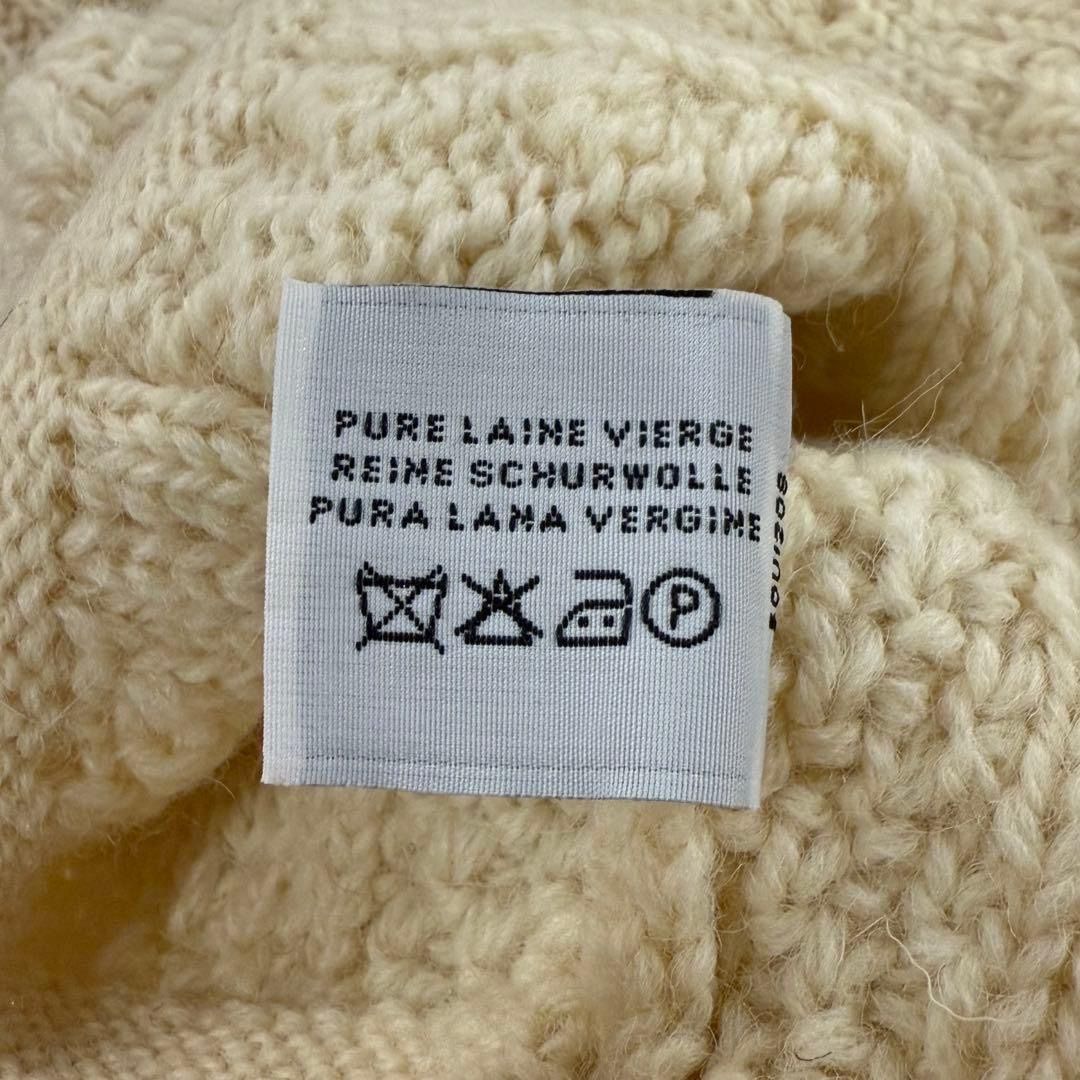 PURE LAINE VIERGE
REINE SCHURWOLLE
PURA LANA VERGINE
P